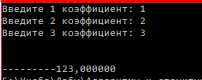 Введите 1 коэффициент: 1
Введите 2 коэффициент: 2
Введите 3 коэффициент: 3
---------123,000000